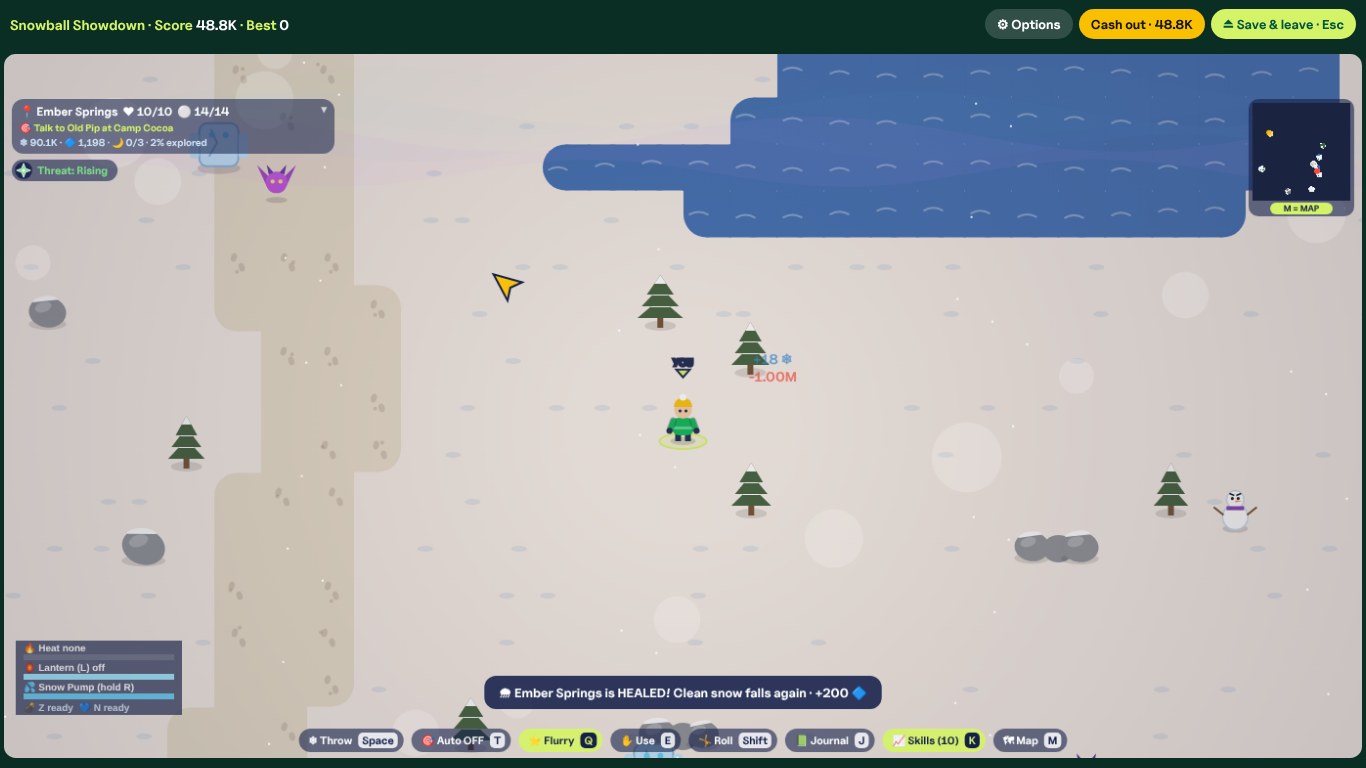 Snowball Showdown · Score 48.8K · Best 0
⚙ Options
Cash out · 48.8K
⏏ Save & leave · Esc
📍 Ember Springs ❤ 10/10 ⚪ 14/14 ▼
🎯 Talk to Old Pip at Camp Cocoa
❄ 90.1K · 🔷 1,198 · 🌙 0/3 · 2% explored
Threat: Rising
M = MAP
+18 ❄
-1.00M
🔥 Heat none
Lantern (L) off
💦 Snow Pump (hold R)
Z ready 💙 N ready
🌨 Ember Springs is HEALED! Clean snow falls again · +200 🔷
❄ Throw Space
🎯 Auto OFF T
⭐ Flurry Q
✋ Use E
🤸 Roll Shift
📗 Journal J
📈 Skills (10) K
🗺 Map M